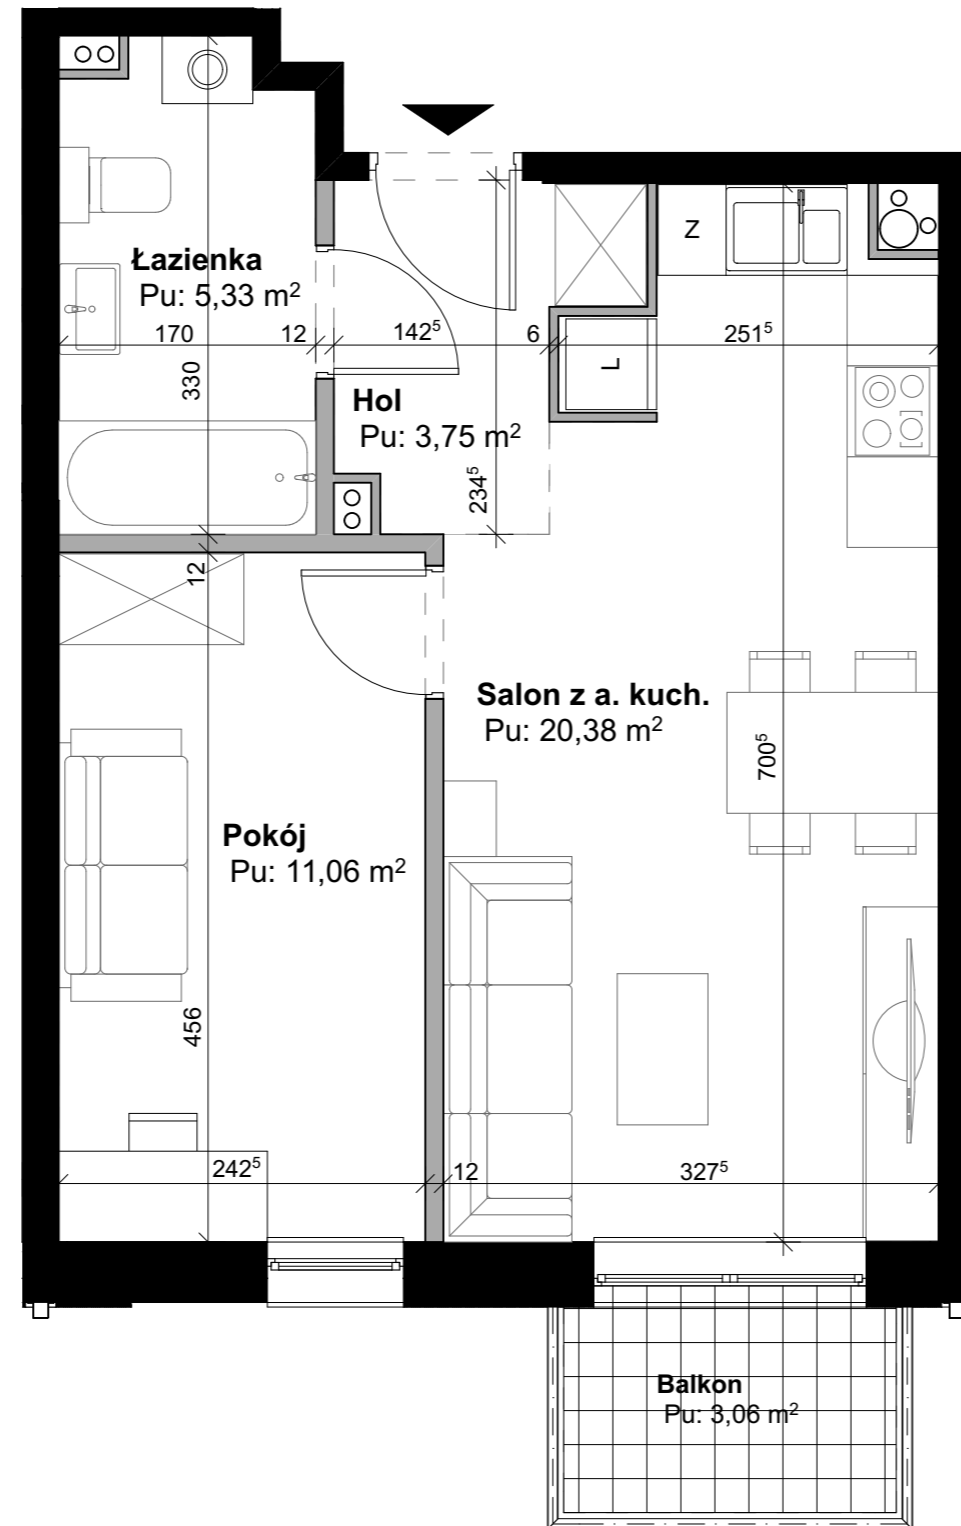 Łazienka
Pu: 5,33 m²
Z
170
12
142⁵
6
251⁵
330
L
Hol
Pu: 3,75 m²
234⁵
12
Salon z a. kuch.
Pu: 20,38 m²
700⁵
Pokój
Pu: 11,06 m²
456
242⁵
12
327⁵
Balkon
Pu: 3,06 m²